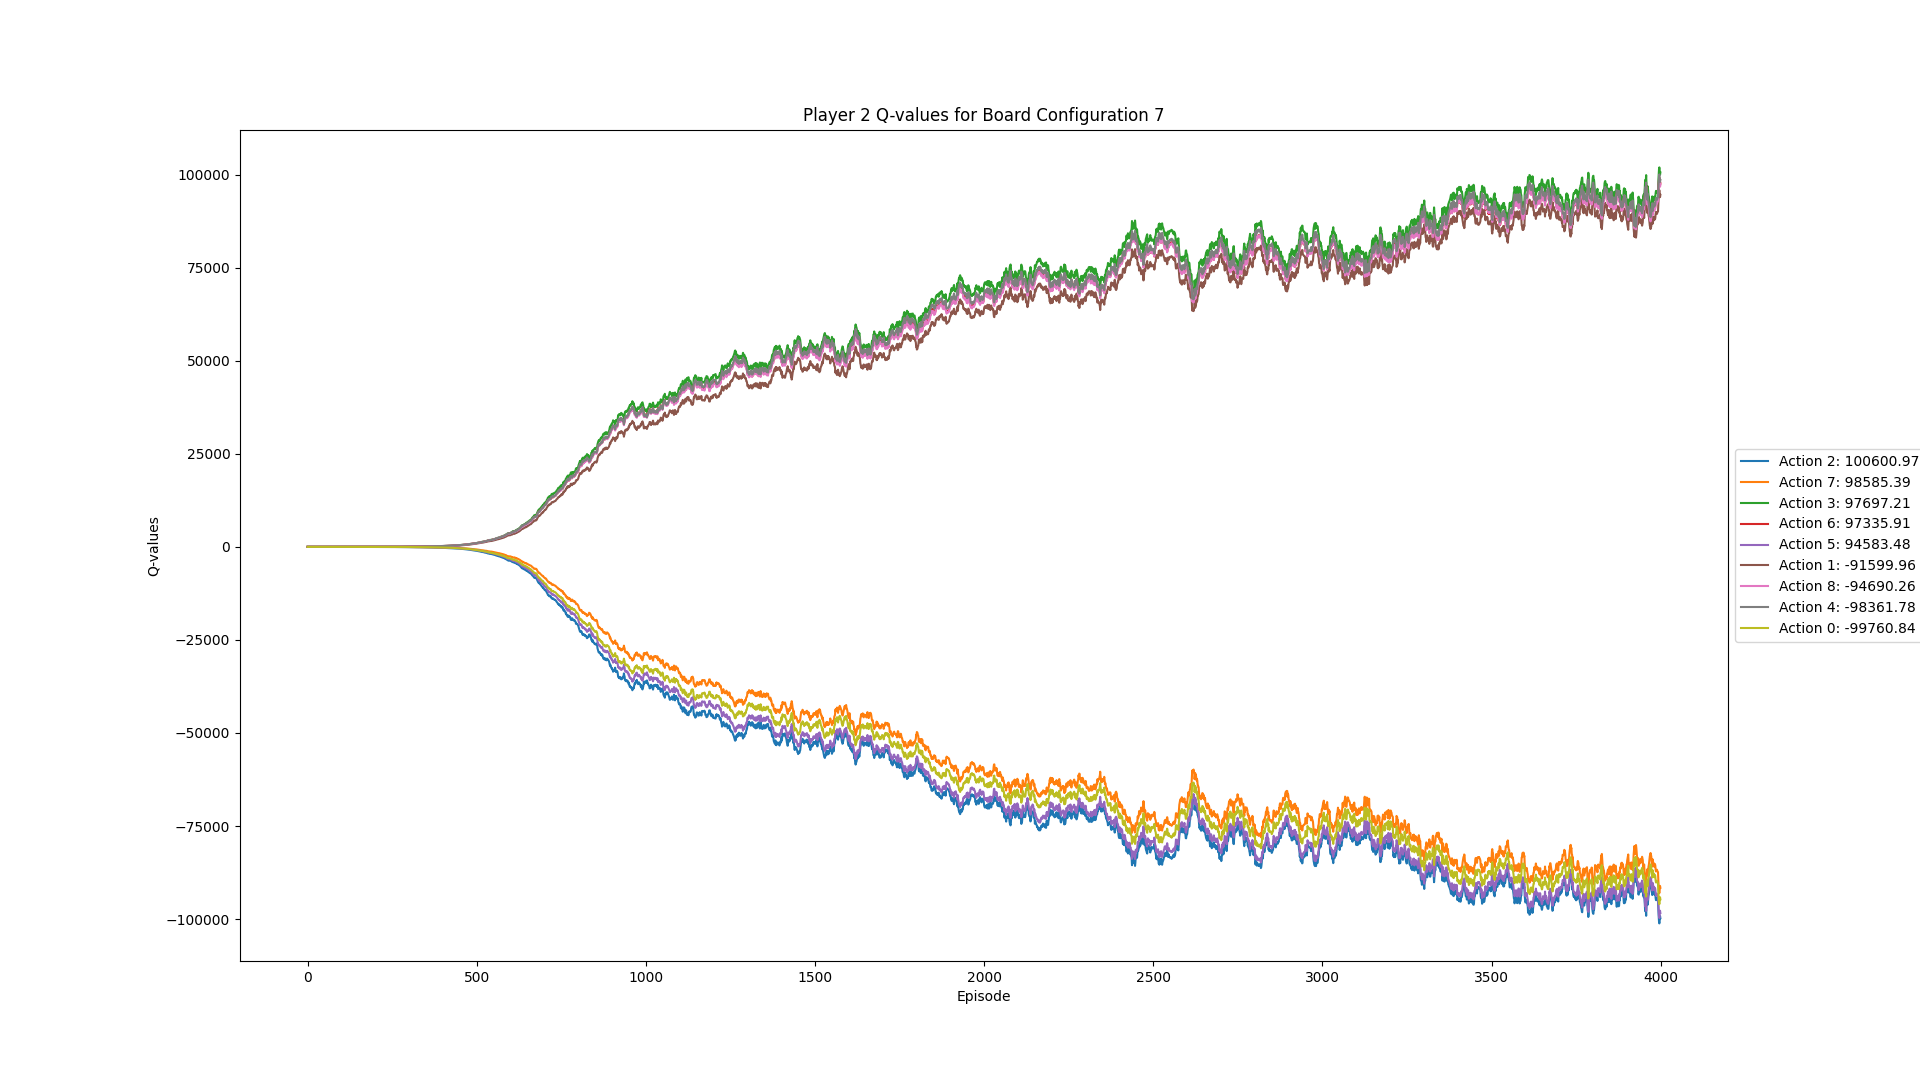 Player 2 Q-values for Board Configuration 7
100000
75000
50000
25000
0
−25000
−50000
−75000
−100000
Q-values
0
500
1000
1500
2000
2500
3000
3500
4000
Episode
Action 2: 100600.97
Action 7: 98585.39
Action 3: 97697.21
Action 6: 97335.91
Action 5: 94583.48
Action 1: -91599.96
Action 8: -94690.26
Action 4: -98361.78
Action 0: -99760.84